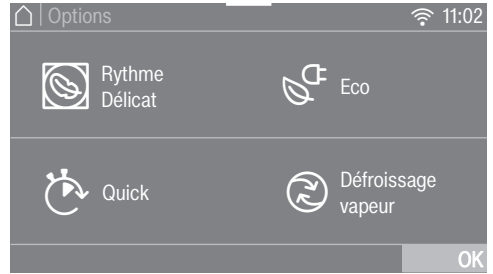 Options
11:02
Rythme
Délicat
Eco
Quick
Défroissage
vapeur
OK